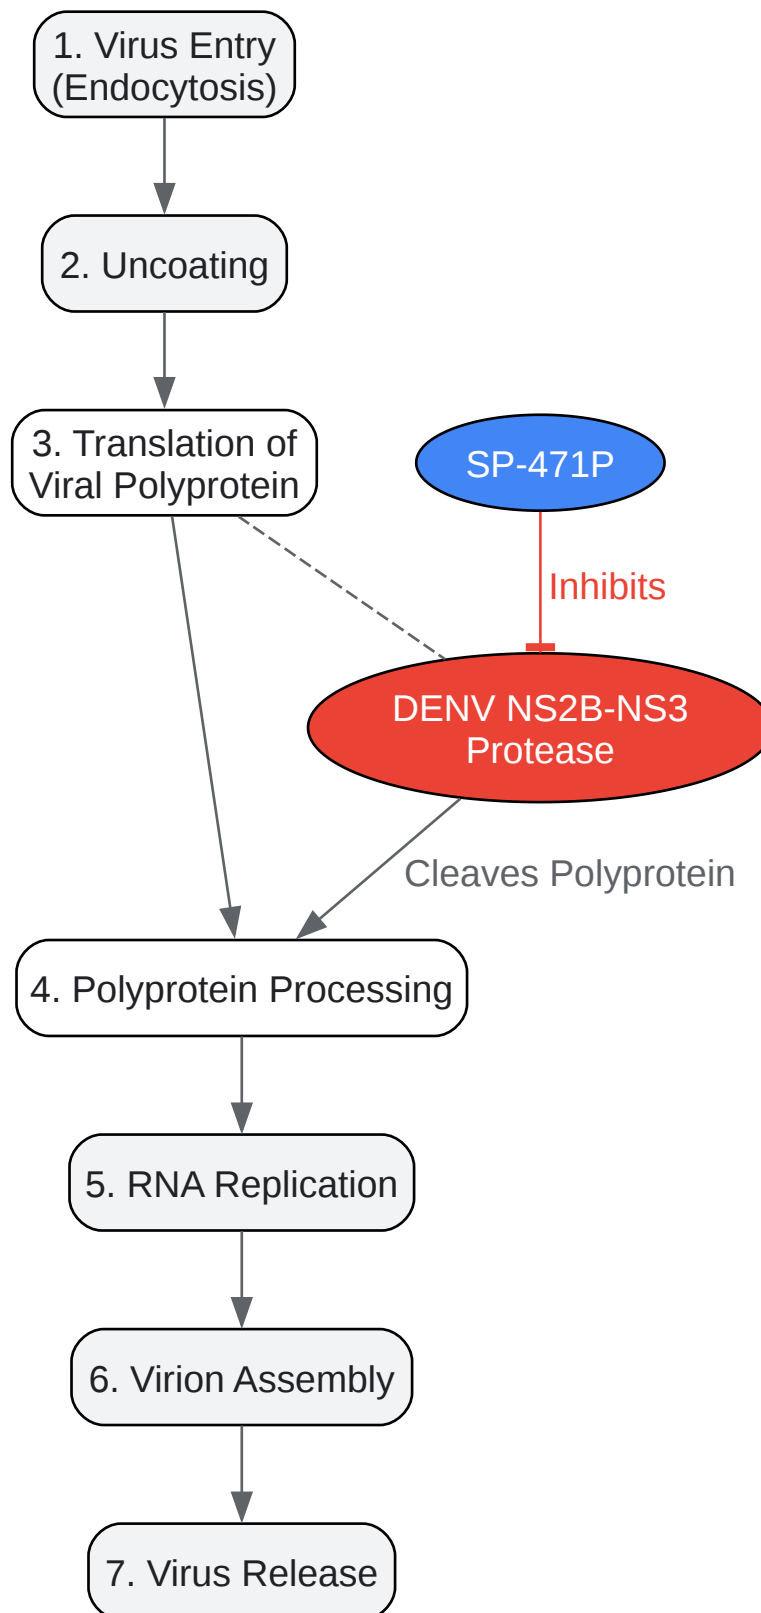 1. Virus Entry
(Endocytosis)
2. Uncoating
3. Translation of
Viral Polyprotein
SP-471P
Inhibits
DENV NS2B-NS3
Protease
Cleaves Polyprotein
4. Polyprotein Processing
5. RNA Replication
6. Virion Assembly
7. Virus Release